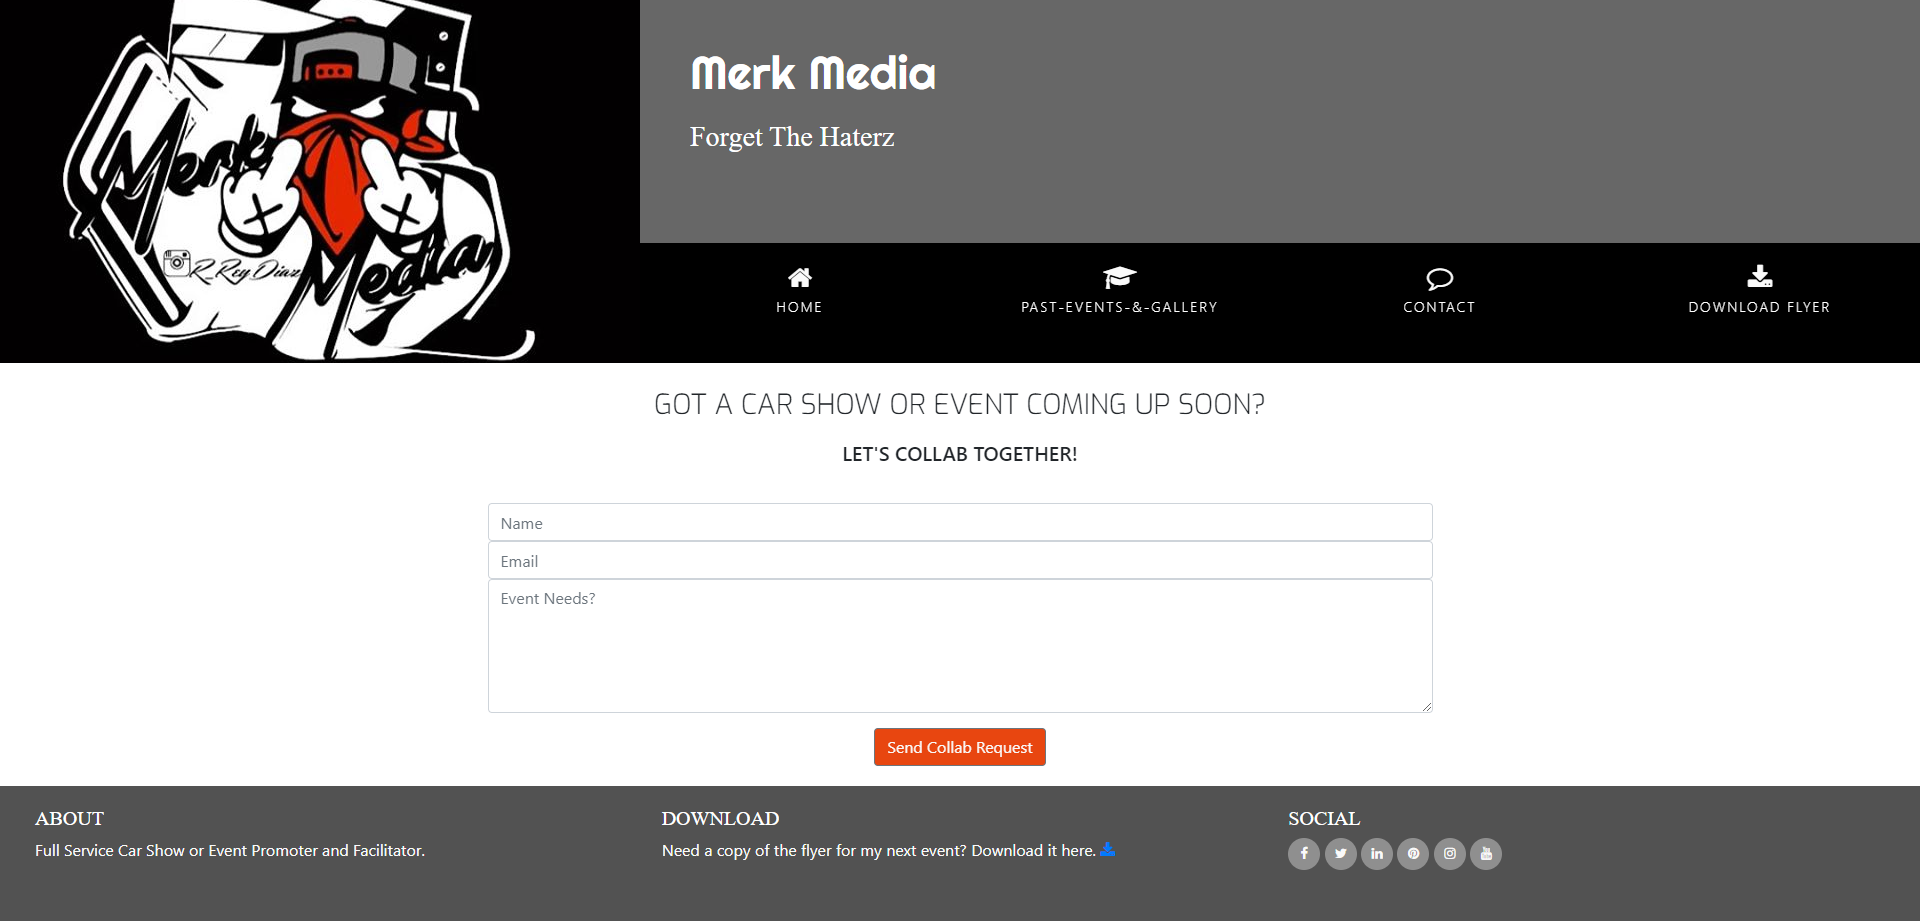 Merk
Media
R_Rey Diaz
Merk Media
Forget The Haterz
HOME
PAST-EVENTS-&-GALLERY
CONTACT
DOWNLOAD FLYER
GOT A CAR SHOW OR EVENT COMING UP SOON?
LET'S COLLAB TOGETHER!
Name
Email
Event Needs?
Send Collab Request
ABOUT
Full Service Car Show or Event Promoter and Facilitator.
DOWNLOAD
Need a copy of the flyer for my next event? Download it here.
SOCIAL